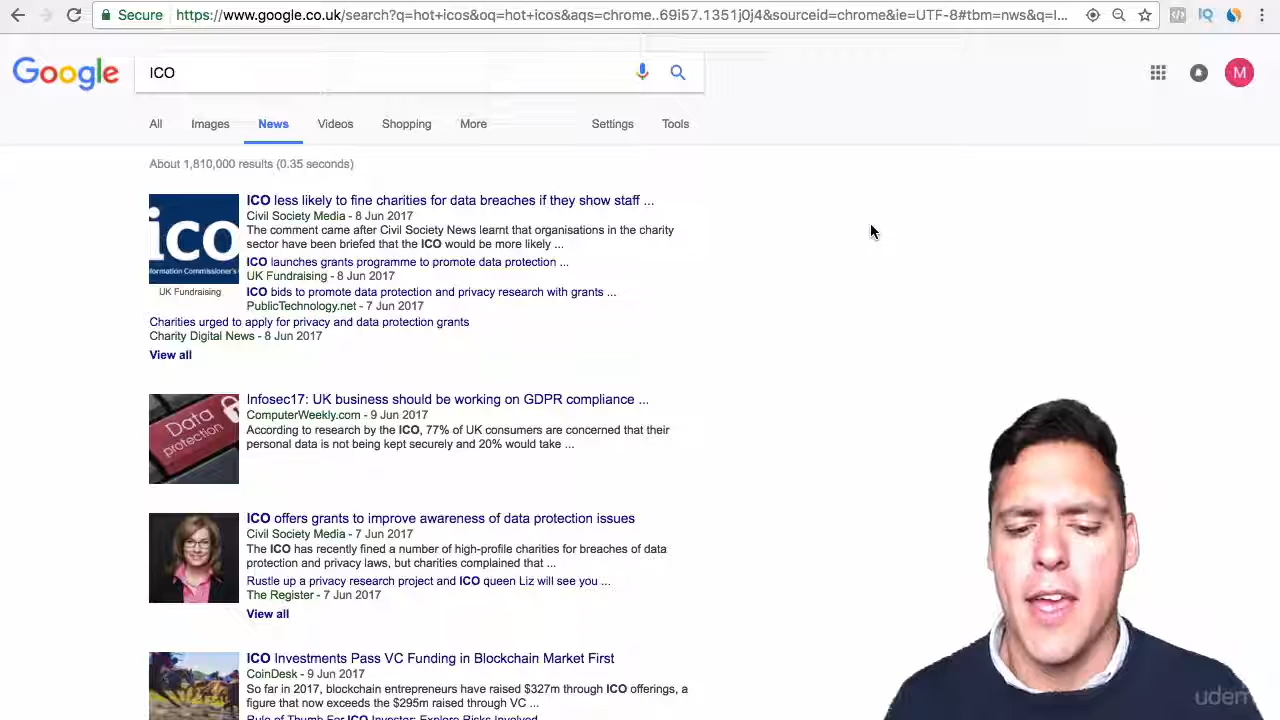 Secure
https://www.google.co.uk/search?q=hot+icos&oq=hot+icos&aqs=chrome..69i57.1351j0j4&sourceid=chrome&ie=UTF-8#tbm=nws&q=I...
Google
ICO
M
All Images News Videos Shopping More Settings Tools
About 1,810,000 results (0.35 seconds)
ico
nformation Commissioner's
UK Fundraising
ICO less likely to fine charities for data breaches if they show staff ...
Civil Society Media - 8 Jun 2017
The comment came after Civil Society News learnt that organisations in the charity
sector have been briefed that the ICO would be more likely ...
ICO launches grants programme to promote data protection ...
UK Fundraising - 8 Jun 2017
ICO bids to promote data protection and privacy research with grants ...
PublicTechnology.net - 7 Jun 2017
Charities urged to apply for privacy and data protection grants
Charity Digital News - 8 Jun 2017
View all
Data
protection
Infosec17: UK business should be working on GDPR compliance ...
ComputerWeekly.com - 9 Jun 2017
According to research by the ICO, 77% of UK consumers are concerned that their
personal data is not being kept securely and 20% would take ...
ICO offers grants to improve awareness of data protection issues
Civil Society Media - 7 Jun 2017
The ICO has recently fined a number of high-profile charities for breaches of data
protection and privacy laws, but charities complained that ...
Rustle up a privacy research project and ICO queen Liz will see you ...
The Register - 7 Jun 2017
View all
ICO Investments Pass VC Funding in Blockchain Market First
CoinDesk - 9 Jun 2017
So far in 2017, blockchain entrepreneurs have raised $327m through ICO offerings, a
figure that now exceeds the $295m raised through VC ...
Rule of Thumb For ICO Investor: Explore Risks Involved
udemy